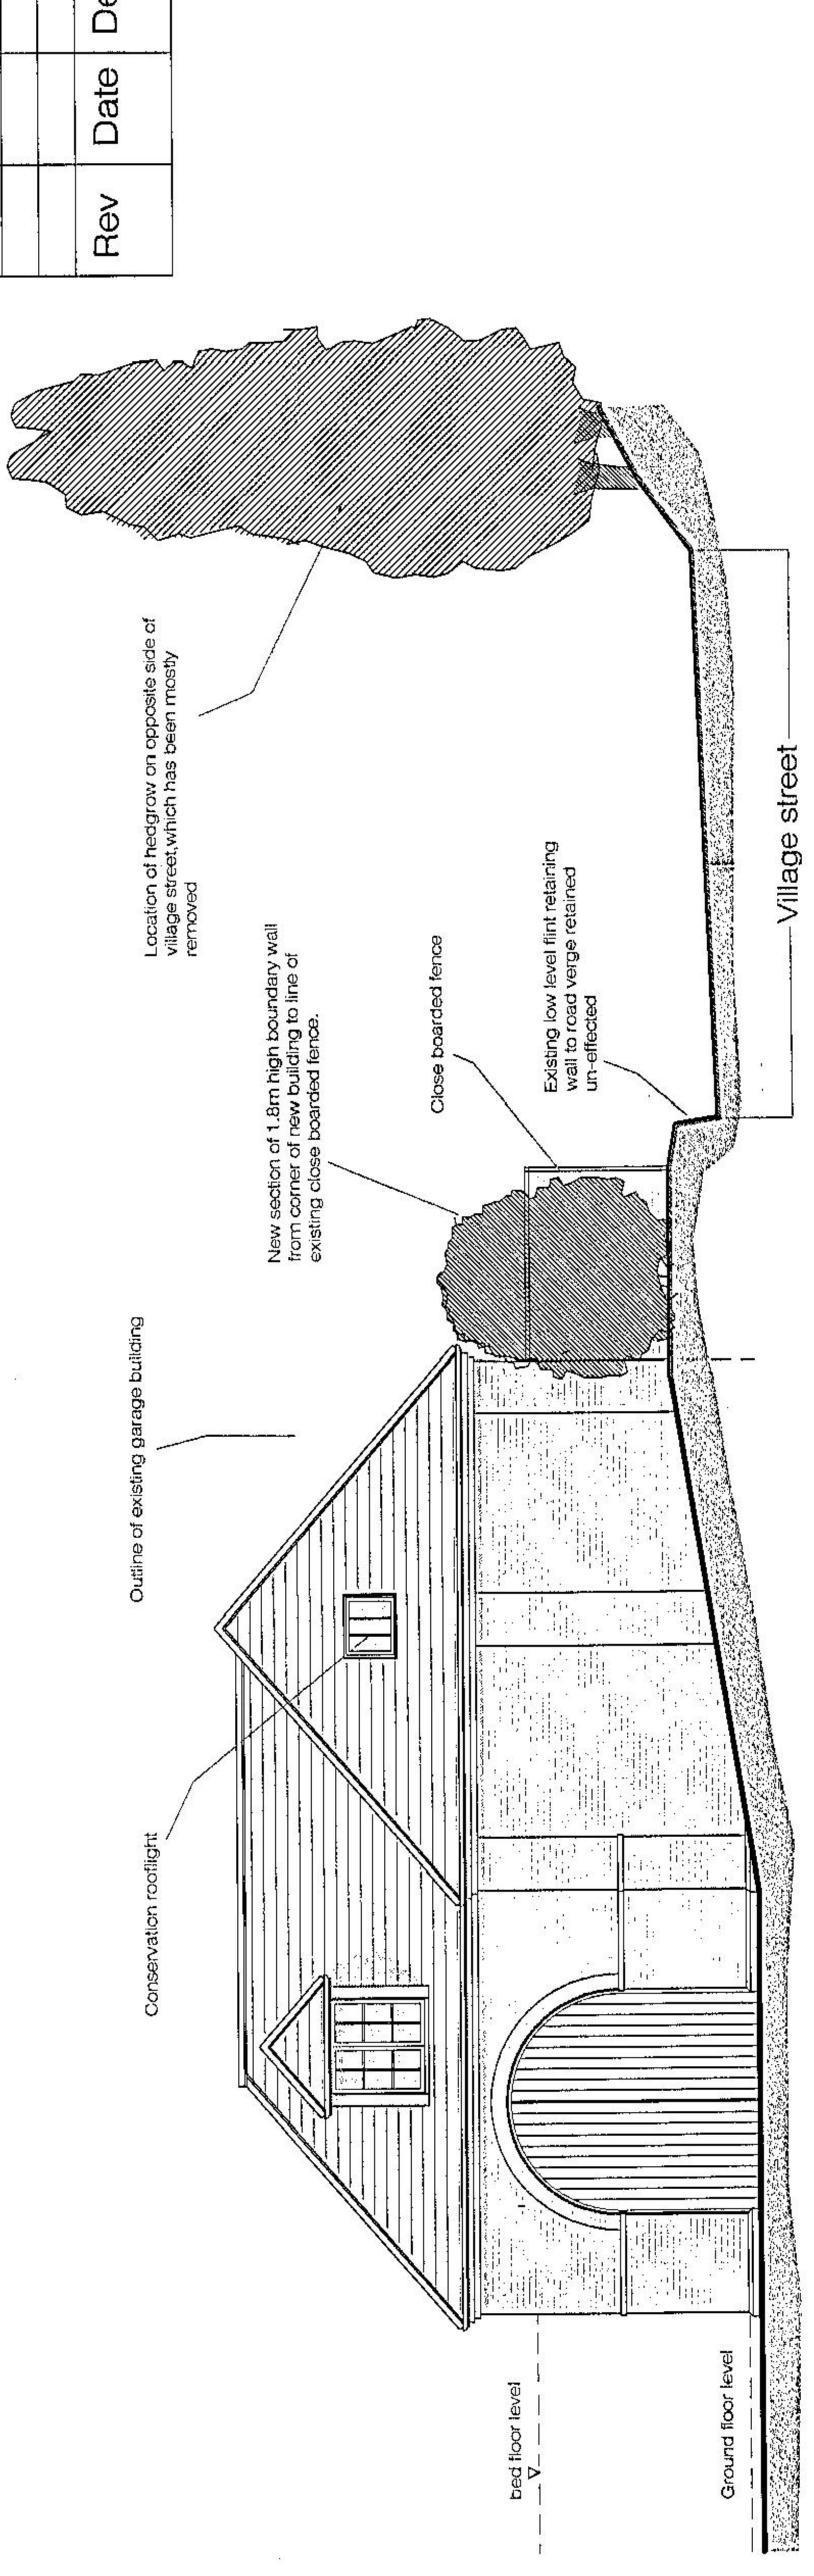 Rev Date De
Location of hedgrow on opposite side of
village street,which has been mostly
removed
New section of 1.8m high boundary wall
from corner of new building to line of
existing close boarded fence.
Close boarded fence
Existing low level flint retaining
wall to road verge retained
un-effected
Village street
Outline of existing garage building
Conservation rooflight
bed floor level
Ground floor level